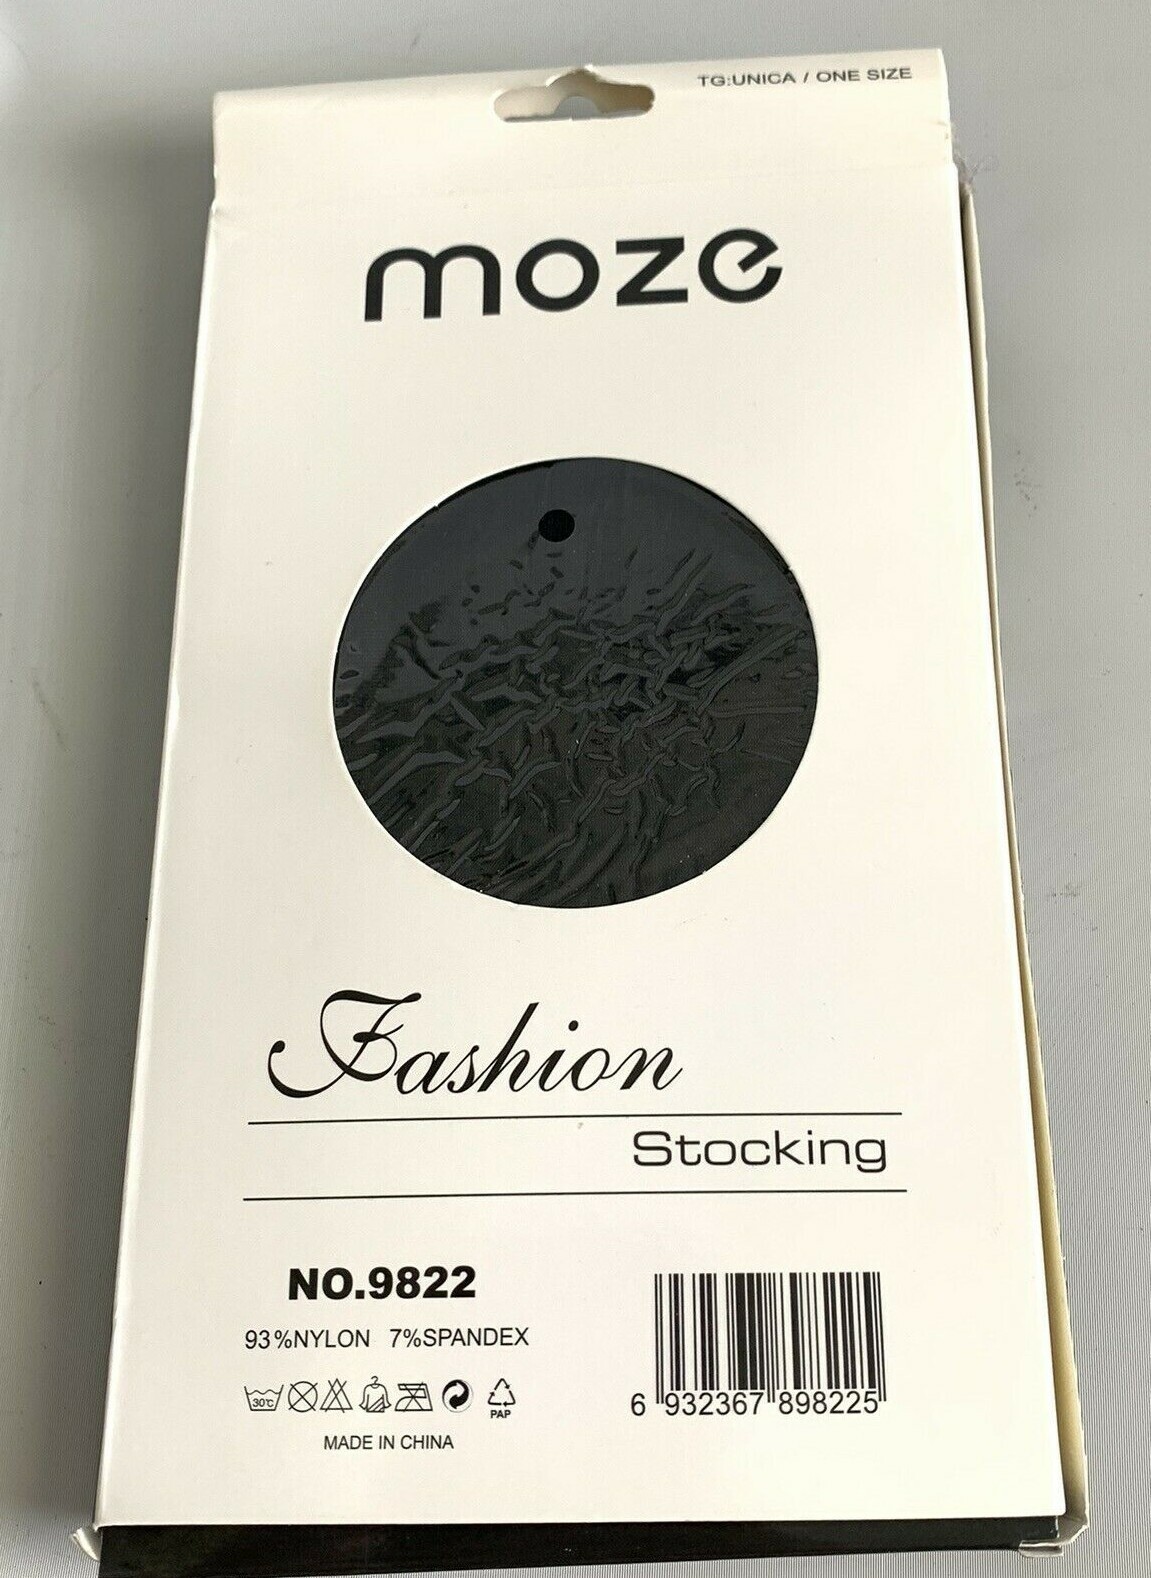 TG:UNICA / ONE SIZE
moze
Fashion
Stocking
NO.9822
93%NYLON 7%SPANDEX
30℃
PAP
MADE IN CHINA
6 932367 898225